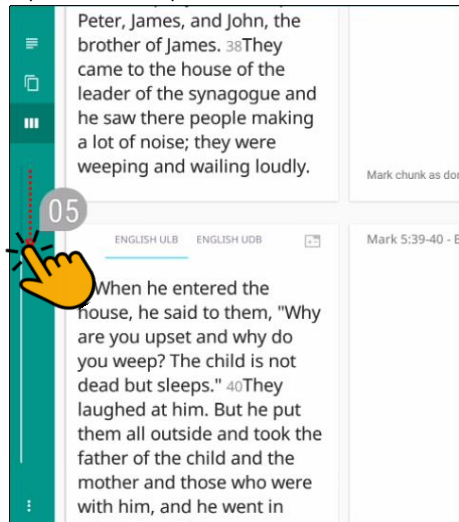 Peter, James, and John, the
brother of James. 38They
came to the house of the
leader of the synagogue and
he saw there people making
a lot of noise; they were
weeping and wailing loudly.
Mark chunk as don
05
ENGLISH ULB ENGLISH UDB
Mark 5:39-40 - E
When he entered the
house, he said to them, "Why
are you upset and why do
you weep? The child is not
dead but sleeps." 40They
laughed at him. But he put
them all outside and took the
father of the child and the
mother and those who were
with him, and he went in